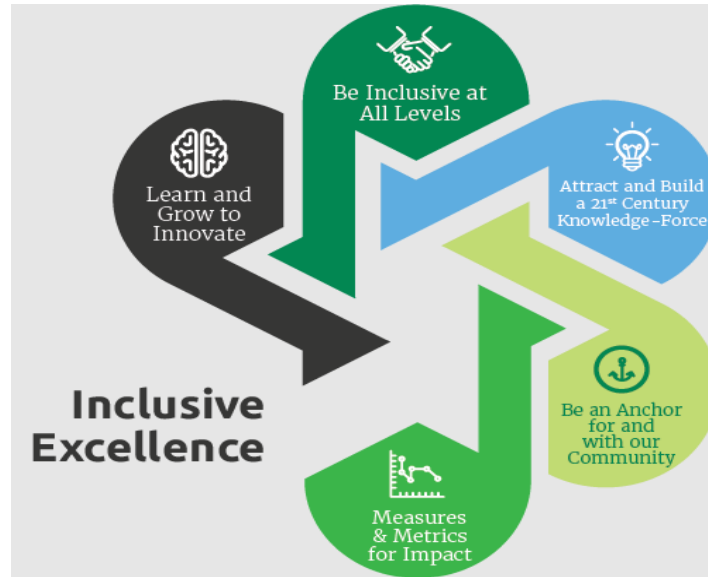 Be Inclusive at
All Levels
Learn and
Grow to
Innovate
Attract and Build
a 21st Century
Knowledge-Force
Inclusive
Excellence
Be an Anchor
for and
with our
Community
Measures
& Metrics
for Impact